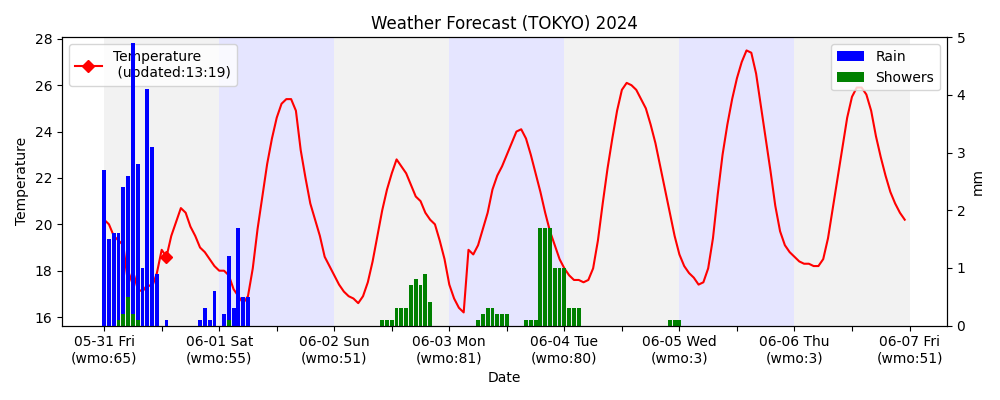 Weather Forecast (TOKYO) 2024
Temperature
(updated:13:19)
Rain
Showers
28
26
24
22
20
18
16
Temperature
5
4
3
2
1
0
mm
05-31 Fri
(wmo:65)
06-01 Sat
(wmo:55)
06-02 Sun
(wmo:51)
06-03 Mon
(wmo:81)
06-04 Tue
(wmo:80)
06-05 Wed
(wmo:3)
06-06 Thu
(wmo:3)
06-07 Fri
(wmo:51)
Date